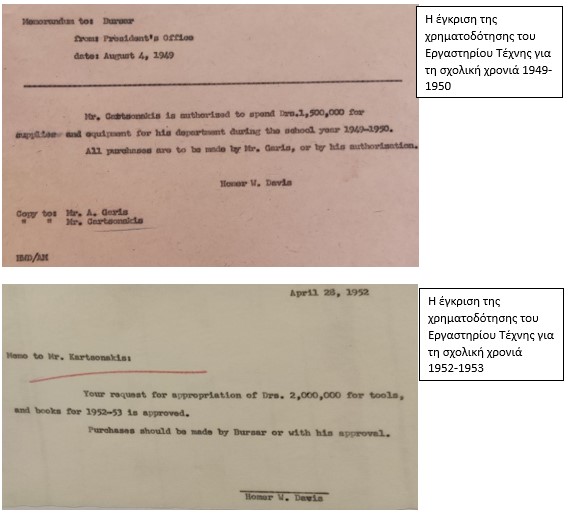 Memorandum to: Bursar
from: President's Office
date: August 4, 1949
Mr. Cartsonakis is authorized to spend Drs.1,500,000 for
supplies and equipment for his department during the school year 1949-1950.
All purchases are to be made by Mr. Garis, or by his authorization.
Homer W. Davis
Copy to: Mr. A. Garis
" " Mr. Cartsonakis
HWD/AM
Η έγκριση της
χρηματοδότησης του
Εργαστηρίου Τέχνης για
τη σχολική χρονιά 1949-
1950
April 28, 1952
Memo to Mr. Kartsonakis:
Your request for appropriation of Drs. 2,000,000 for tools,
and books for 1952-53 is approved.
Purchases should be made by Bursar or with his approval.
Homer W. Davis
Η έγκριση της
χρηματοδότησης του
Εργαστηρίου Τέχνης για
τη σχολική χρονιά
1952-1953